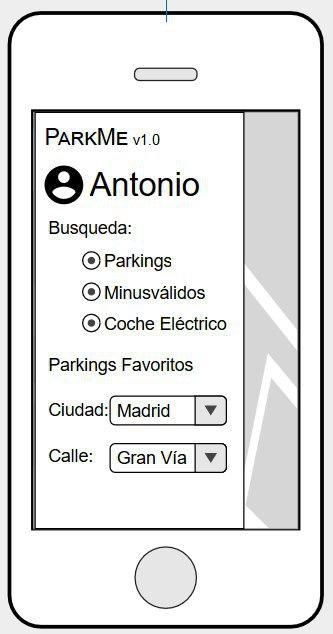 ParkMe v1.0
Antonio
Busqueda:
Parkings
Minusválidos
Coche Eléctrico
Parkings Favoritos
Ciudad: Madrid
Calle: Gran Vía